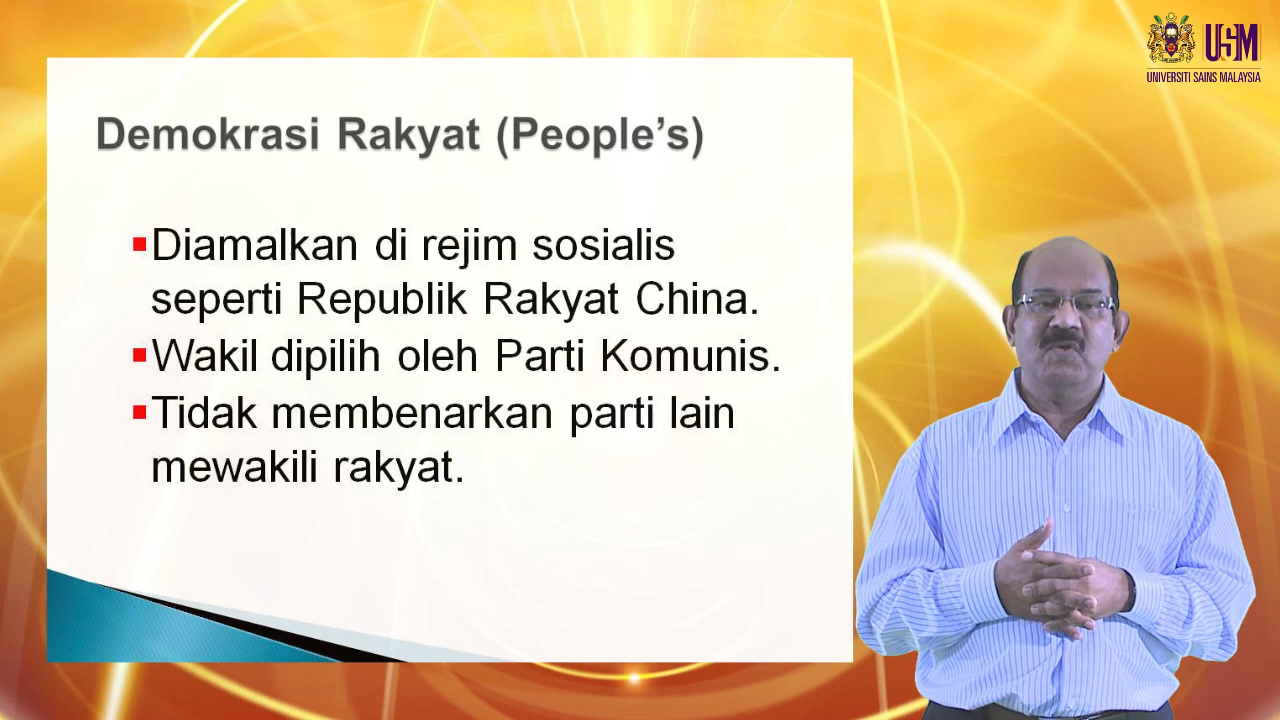 USM
UNIVERSITI SAINS MALAYSIA
Demokrasi Rakyat (People’s)
▪Diamalkan di rejim sosialis
seperti Republik Rakyat China.
▪Wakil dipilih oleh Parti Komunis.
▪Tidak membenarkan parti lain
mewakili rakyat.